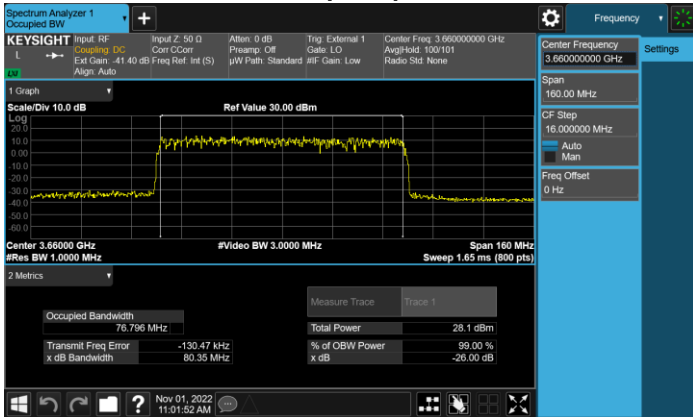 Spectrum Analyzer 1
Occupied BW
Frequency
KEYSIGHT
L
LXI
Input: RF
Coupling: DC
Ext Gain: -41.40 dB
Align: Auto
Input Z: 50 Ω
Corr CCorr
Freq Ref: Int (S)
Atten: 0 dB
Preamp: Off
µW Path: Standard
Trig: External 1
Gate: LO
#IF Gain: Low
Center Freq: 3.660000000 GHz
Avg|Hold: 100/101
Radio Std: None
Center Frequency
3.660000000 GHz
Settings
Span
160.00 MHz
CF Step
16.000000 MHz
Auto
Man
Freq Offset
0 Hz
1 Graph
Scale/Div 10.0 dB
Ref Value 30.00 dBm
Log
20.0
10.0
0.00
-10.0
-20.0
-30.0
-40.0
-50.0
-60.0
Center 3.66000 GHz
#Video BW 3.0000 MHz
Span 160 MHz
#Res BW 1.0000 MHz
Sweep 1.65 ms (800 pts)
2 Metrics
Measure Trace
Trace 1
Occupied Bandwidth
76.796 MHz
Total Power
28.1 dBm
Transmit Freq Error
-130.47 kHz
% of OBW Power
99.00 %
x dB Bandwidth
80.35 MHz
x dB
-26.00 dB
?
Nov 01, 2022
11:01:52 AM